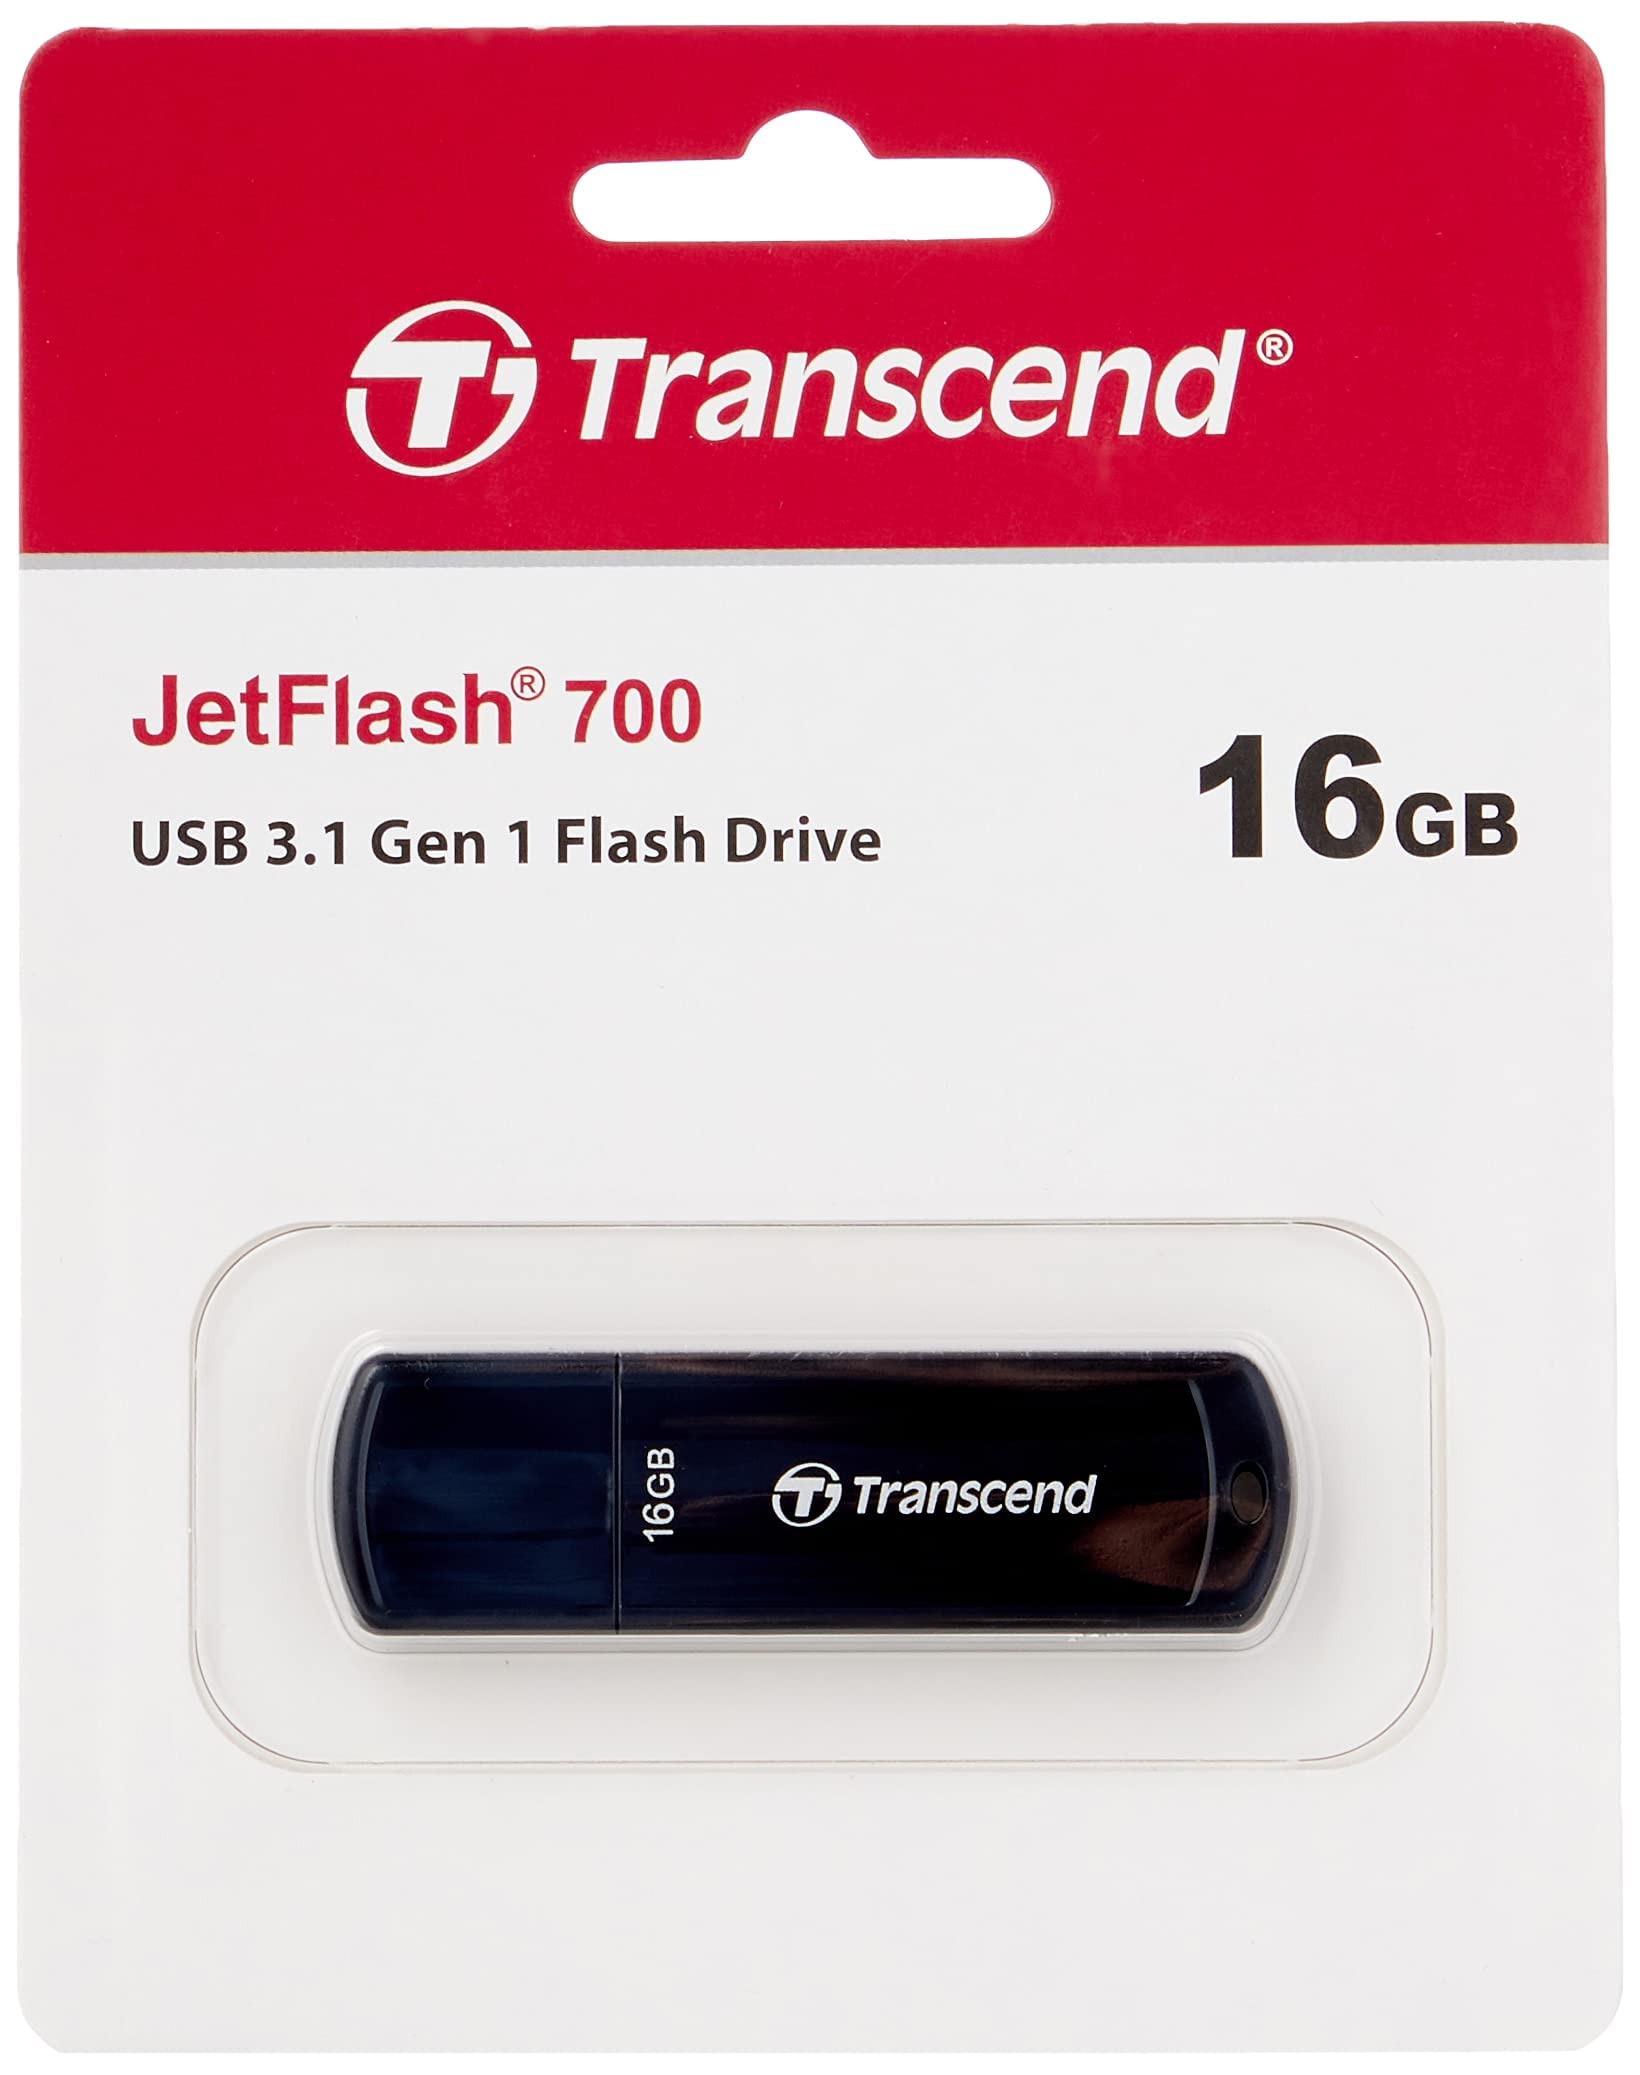 Transcend®
JetFlash® 700
USB 3.1 Gen 1 Flash Drive
16GB
16GB
Transcend